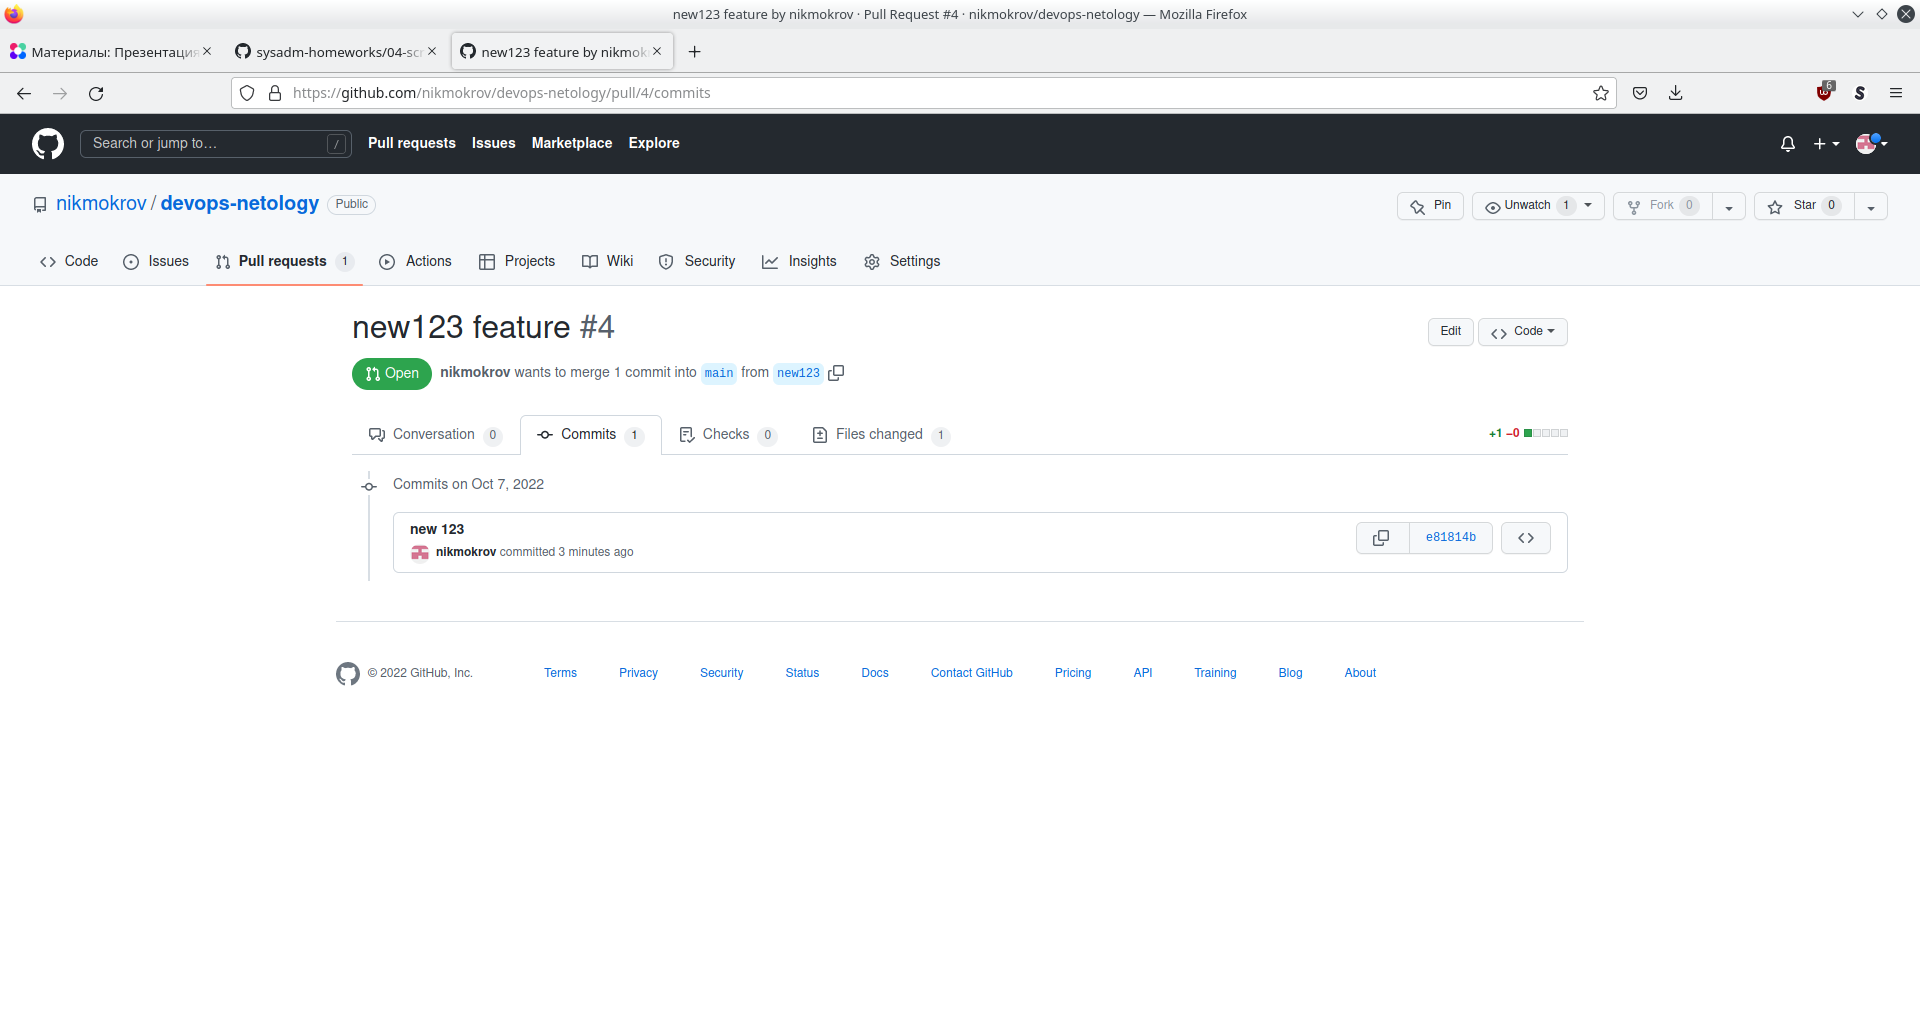 new123 feature by nikmokrov · Pull Request #4 · nikmokrov/devops-netology — Mozilla Firefox
Материалы: Презентация
sysadm-homeworks/04-scr
new123 feature by nikmok
https://github.com/nikmokrov/devops-netology/pull/4/commits
6
Search or jump to…
/
Pull requests
Issues
Marketplace
Explore
nikmokrov / devops-netology Public
Pin
Unwatch 1
Fork 0
Star 0
Code
Issues
Pull requests 1
Actions
Projects
Wiki
Security
Insights
Settings
new123 feature #4
Edit
Code
Open
nikmokrov wants to merge 1 commit into main from new123
Conversation 0
Commits 1
Checks 0
Files changed 1
+1 −0
Commits on Oct 7, 2022
new 123
nikmokrov committed 3 minutes ago
e81814b
© 2022 GitHub, Inc.
Terms
Privacy
Security
Status
Docs
Contact GitHub
Pricing
API
Training
Blog
About